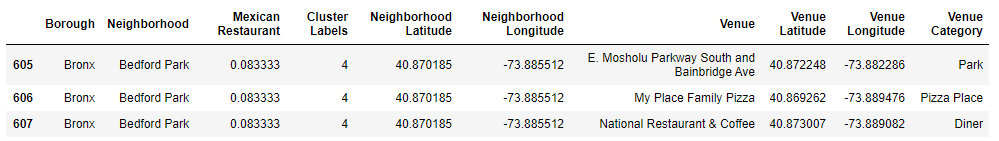 Borough Neighborhood Mexican Restaurant Cluster Labels Neighborhood Latitude Neighborhood Longitude Venue Venue Latitude Venue Longitude Venue Category
605 Bronx Bedford Park 0.083333 4 40.870185 -73.885512 E. Mosholu Parkway South and Bainbridge Ave 40.872248 -73.882286 Park
606 Bronx Bedford Park 0.083333 4 40.870185 -73.885512 My Place Family Pizza 40.869262 -73.889476 Pizza Place
607 Bronx Bedford Park 0.083333 4 40.870185 -73.885512 National Restaurant & Coffee 40.873007 -73.889082 Diner